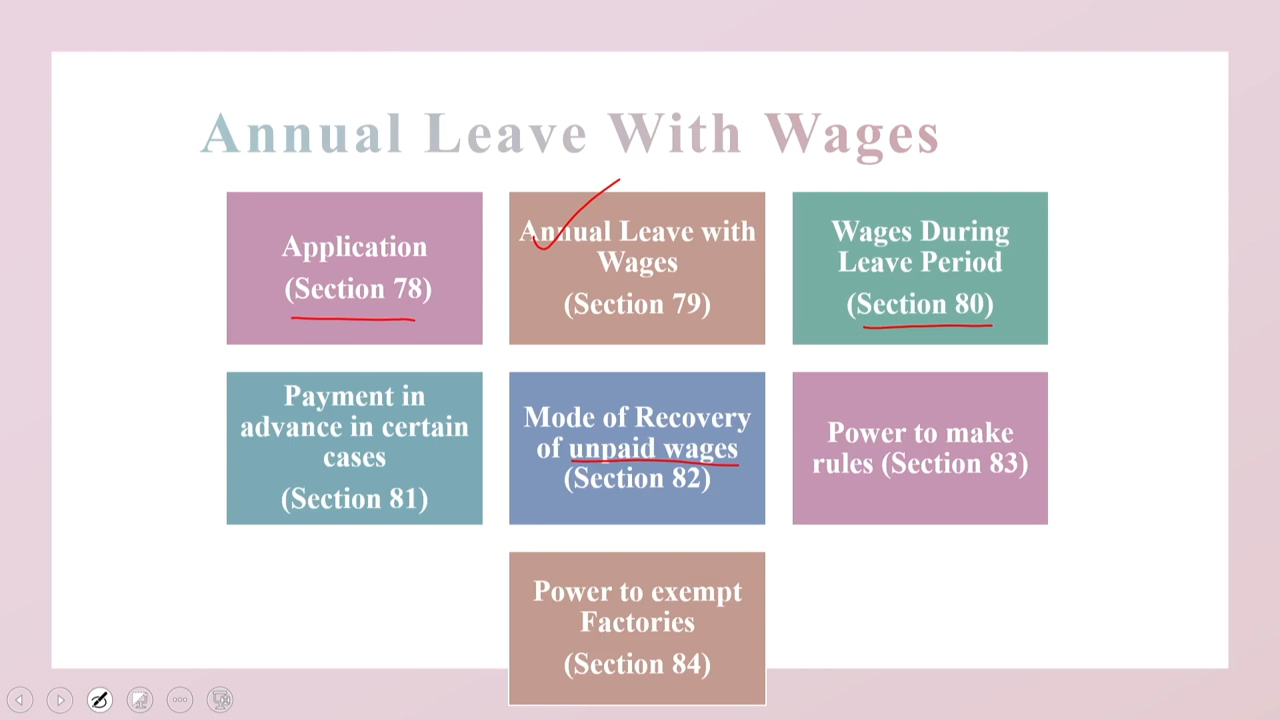 Annual Leave With Wages
Application
(Section 78)
Annual Leave with
Wages
(Section 79)
Wages During
Leave Period
(Section 80)
Payment in
advance in certain
cases
(Section 81)
Mode of Recovery
of unpaid wages
(Section 82)
Power to make
rules (Section 83)
Power to exempt
Factories
(Section 84)